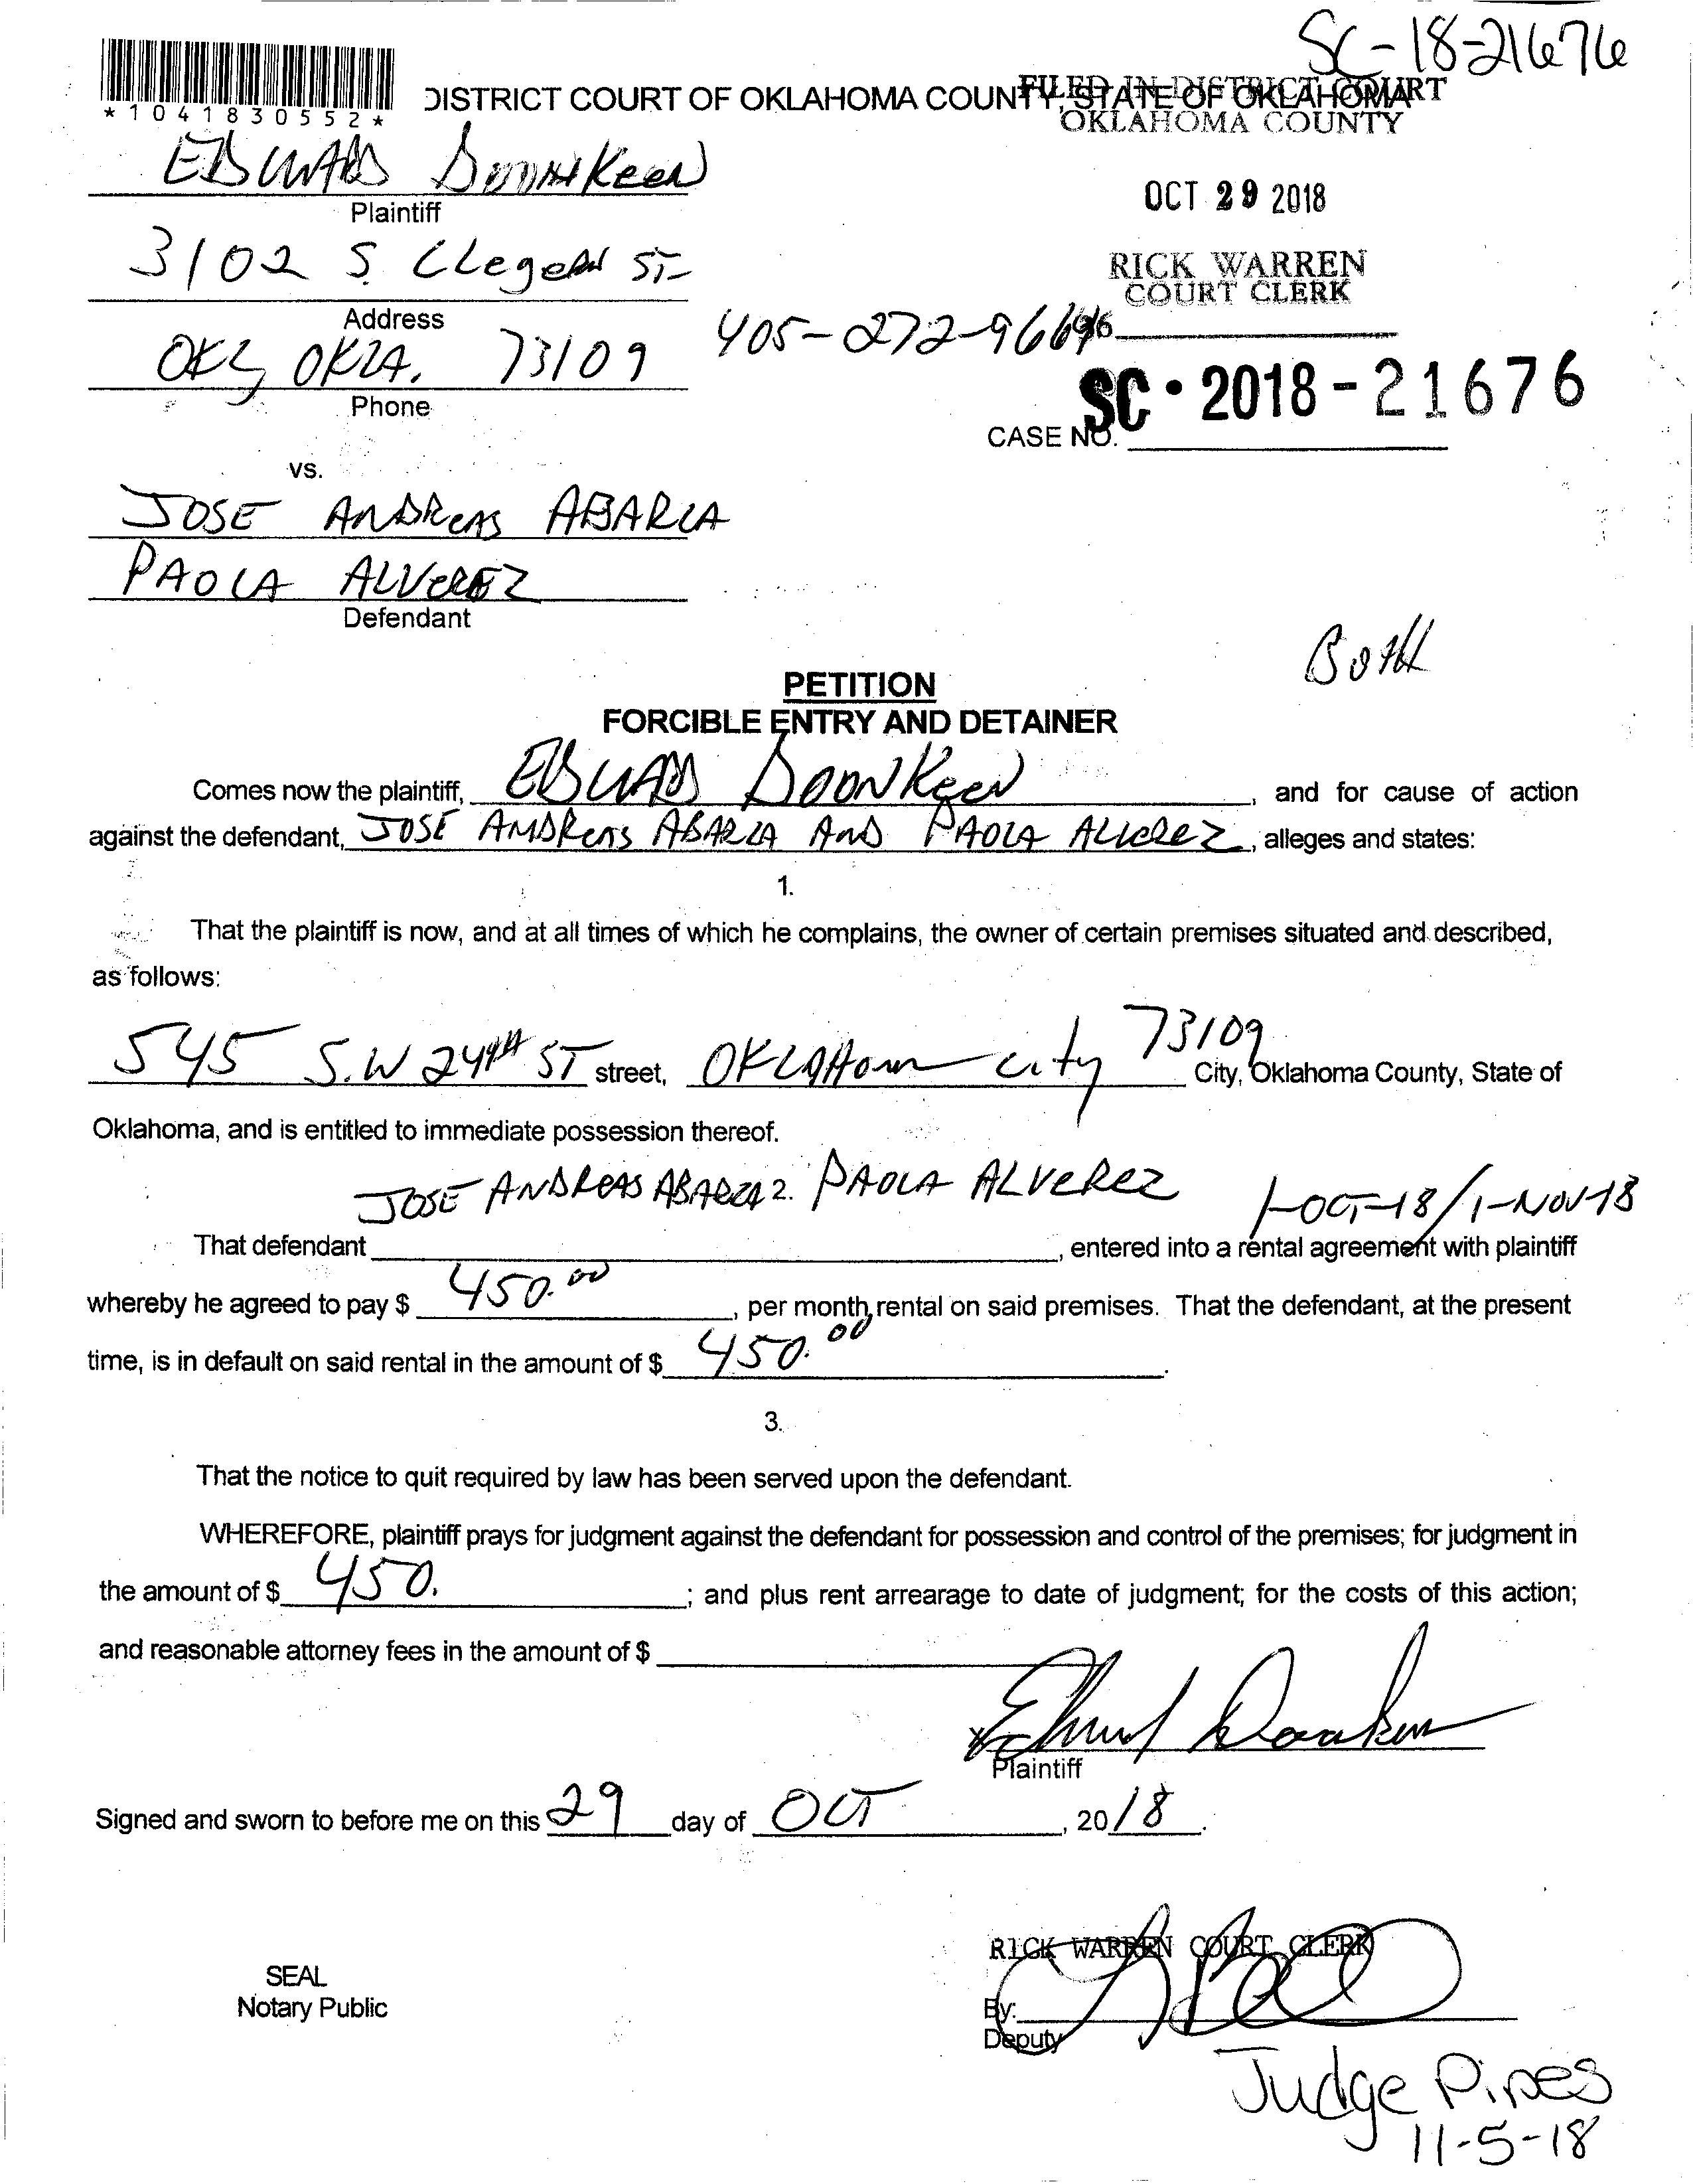 SC-18-21676
*1041830552*
DISTRICT COURT OF OKLAHOMA COUNTY, STATE OF OKLAHOMA
FILED IN DISTRICT COURT
OKLAHOMA COUNTY
EDWARD DOONKEEN
Plaintiff
OCT 29 2018
3102 S. CLegeRN ST
RICK WARREN
COURT CLERK
Address
OKC, OKLA. 73109
405-272-9666
Phone
SC-2018-21676
CASE NO.
vs.
JOSE ANDREAS ABARCA
PAOLA ALVEREZ
Defendant
BOTH
PETITION
FORCIBLE ENTRY AND DETAINER
Comes now the plaintiff, EDWARD DOONKEEN, and for cause of action
against the defendant, JOSE ANDREAS ABARCA AND PAOLA ALVEREZ, alleges and states:
1.
That the plaintiff is now, and at all times of which he complains, the owner of certain premises situated and described,
as follows:
545 S.W 24TH ST street, OKLAHOMA City 73109 City, Oklahoma County, State of
Oklahoma, and is entitled to immediate possession thereof.
JOSE ANDREAS ABARCA 2. PAOLA ALVEREZ 1-OCT-18/1-NOV-18
That defendant, entered into a rental agreement with plaintiff
whereby he agreed to pay $ 450.00, per month, rental on said premises. That the defendant, at the present
time, is in default on said rental in the amount of $ 450.00.
3.
That the notice to quit required by law has been served upon the defendant.
WHEREFORE, plaintiff prays for judgment against the defendant for possession and control of the premises; for judgment in
the amount of $ 450.; and plus rent arrearage to date of judgment; for the costs of this action;
and reasonable attorney fees in the amount of $
X Edward Doonkeen
Plaintiff
Signed and sworn to before me on this 29 day of OCT, 2018.
RICK WARREN COURT CLERK
SEAL
Notary Public
By:
Deputy
Judge Pipes
11-5-18